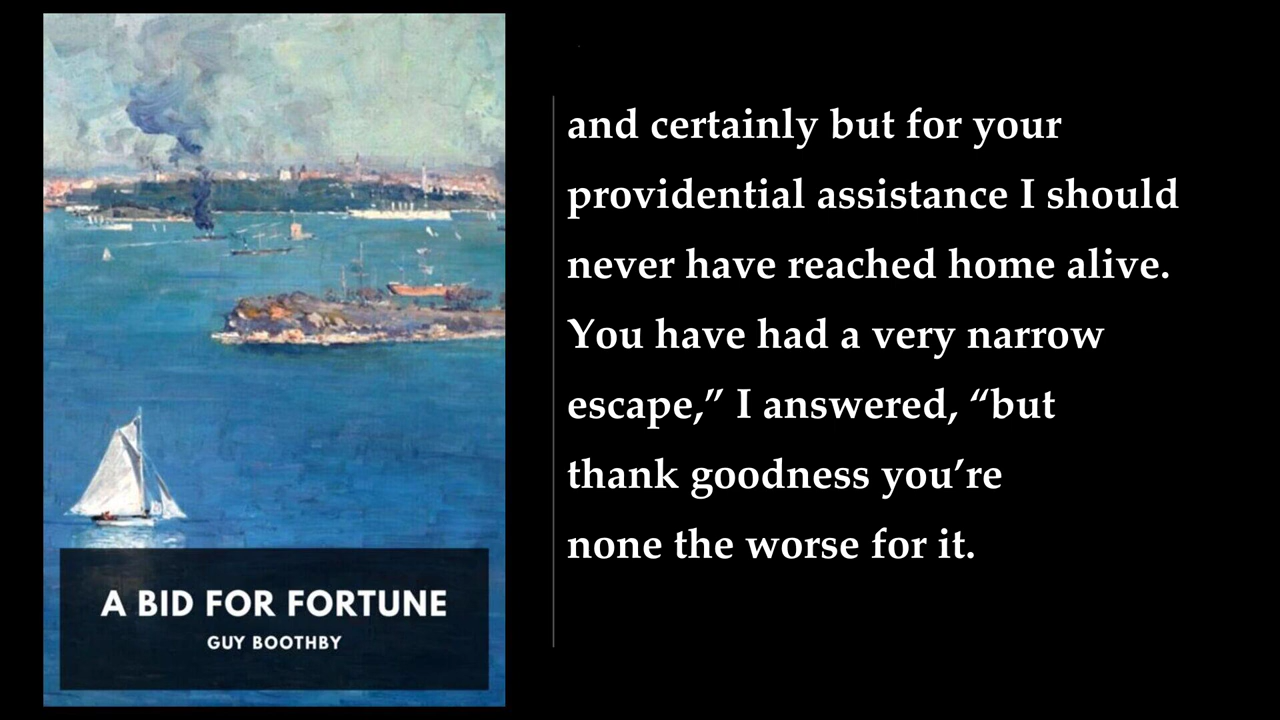 A BID FOR FORTUNE
GUY BOOTHBY
and certainly but for your
providential assistance I should
never have reached home alive.
You have had a very narrow
escape,” I answered, “but
thank goodness you’re
none the worse for it.